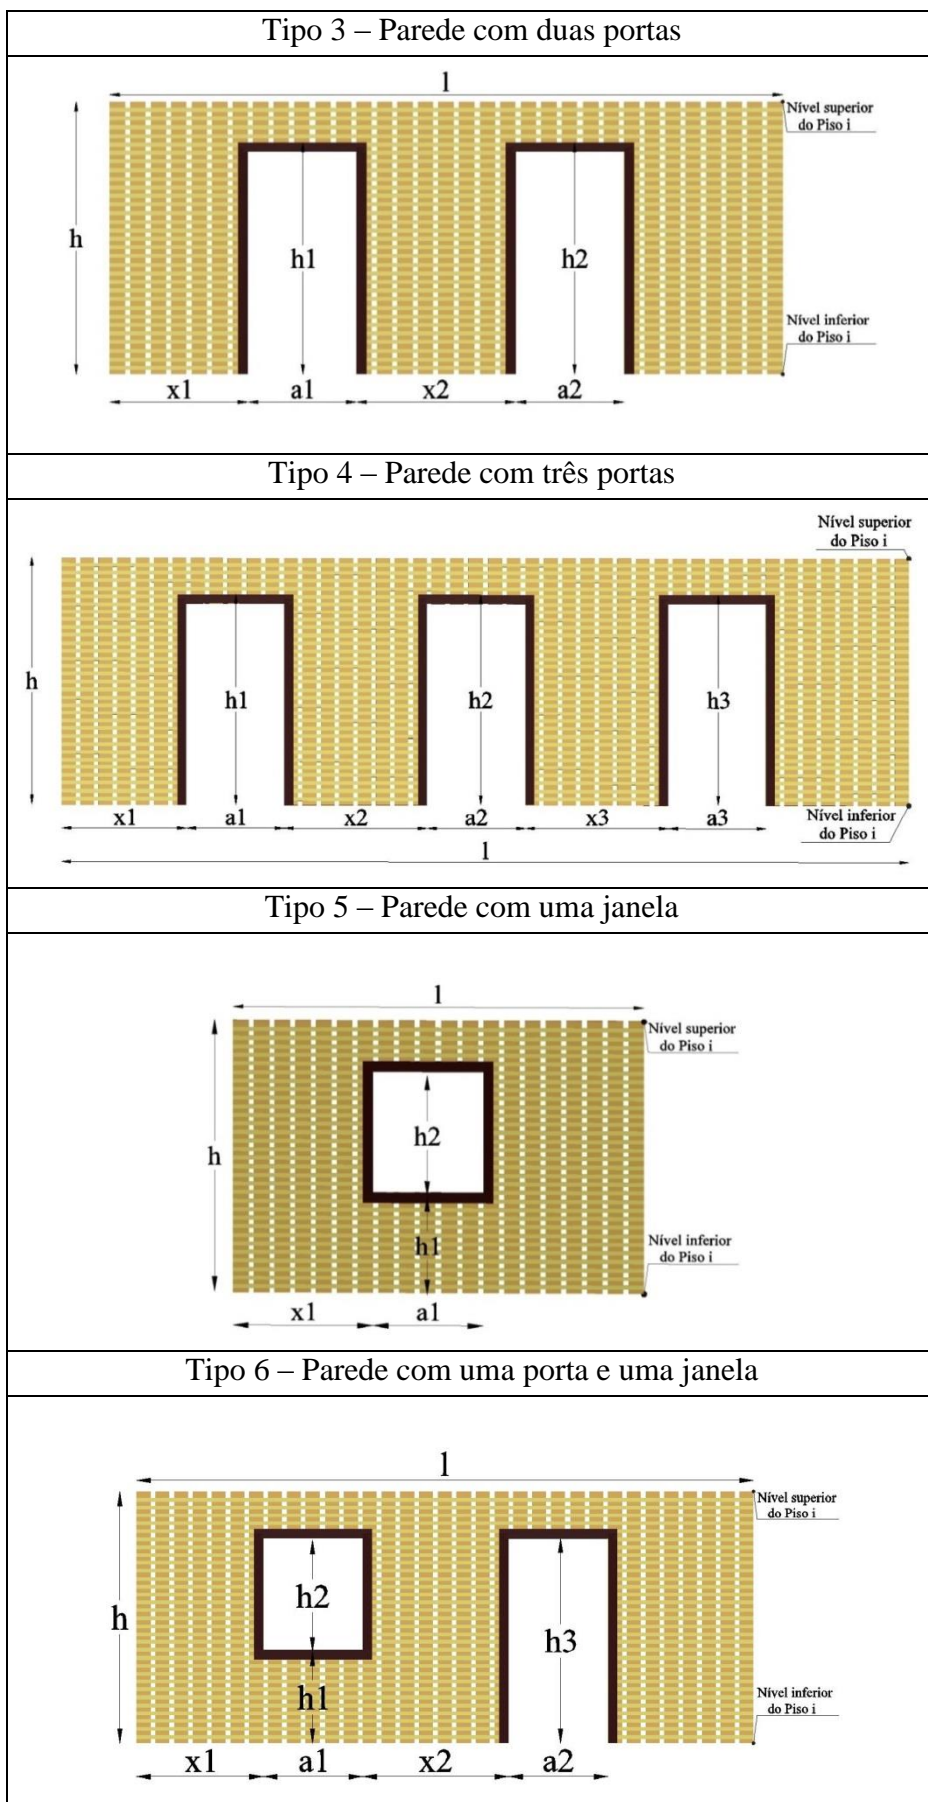 Tipo 3 – Parede com duas portas
l
Nível superior
do Piso i
h
h1
h2
Nível inferior
do Piso i
x1 a1 x2 a2
Tipo 4 – Parede com três portas
Nível superior
do Piso i
h
h1
h2
h3
x1 a1 x2 a2 x3 a3
Nível inferior
do Piso i
l
Tipo 5 – Parede com uma janela
l
Nível superior
do Piso i
h2
h
h1
Nível inferior
do Piso i
x1 a1
Tipo 6 – Parede com uma porta e uma janela
l
Nível superior
do Piso i
h2
h
h3
h1
Nível inferior
do Piso i
x1 a1 x2 a2